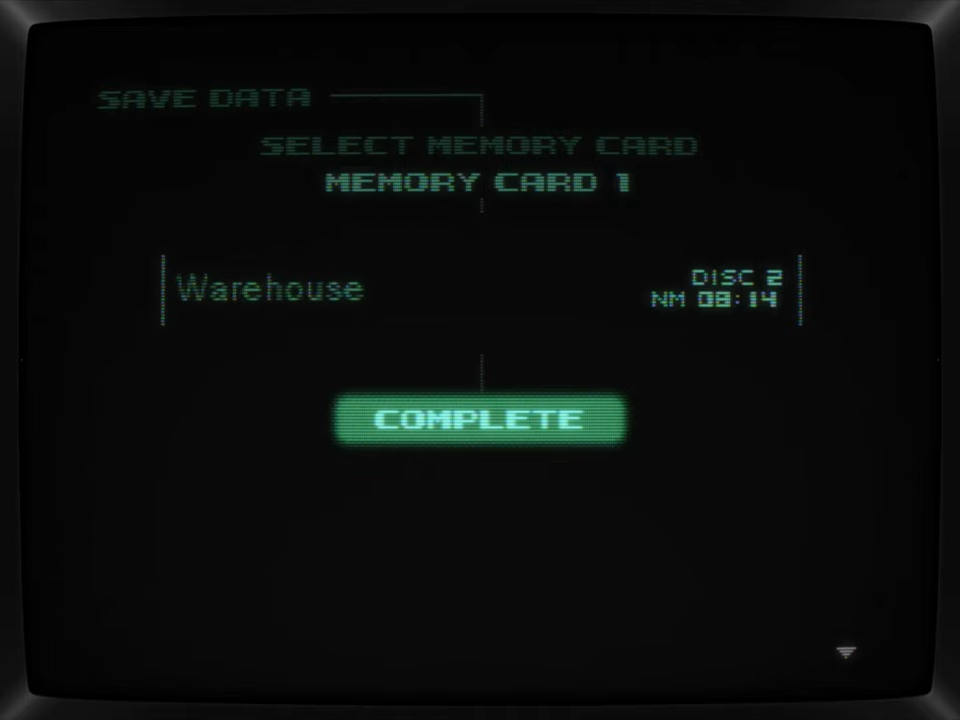 SAVE DATA
SELECT MEMORY CARD
MEMORY CARD 1
Warehouse
DISC 2
NM 08:14
COMPLETE